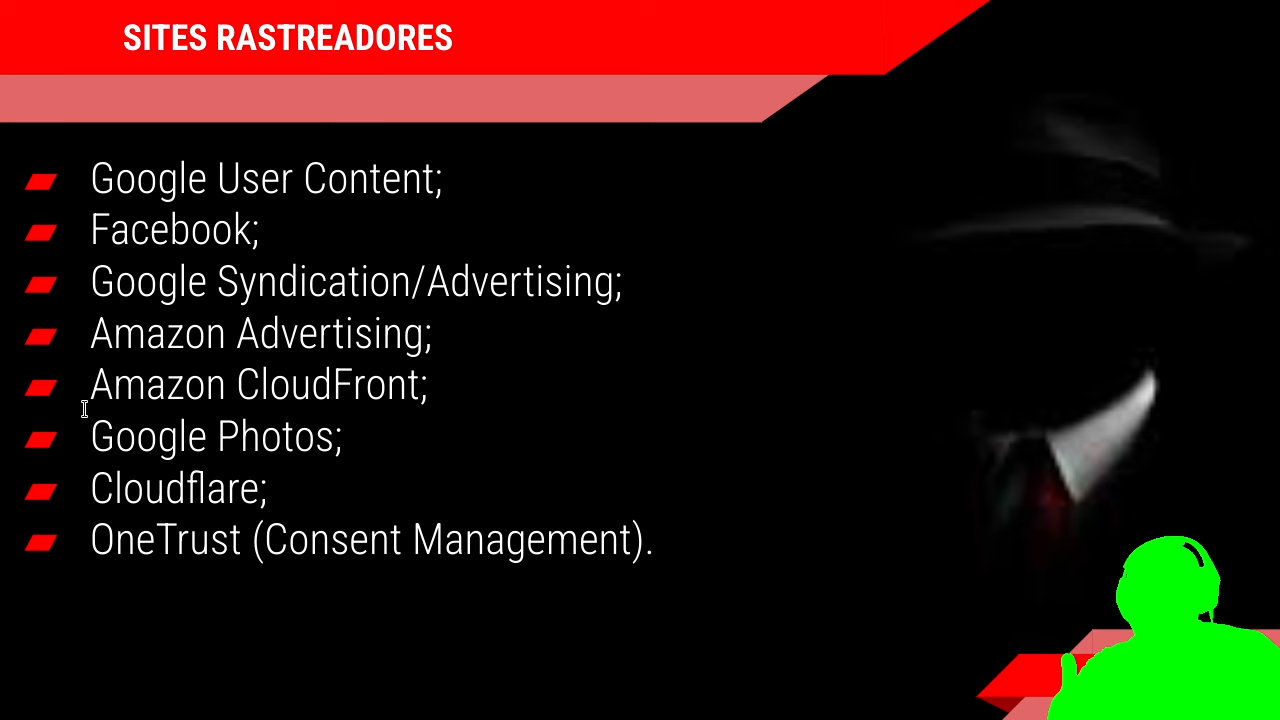 SITES RASTREADORES
Google User Content;
Facebook;
Google Syndication/Advertising;
Amazon Advertising;
Amazon CloudFront;
Google Photos;
Cloudflare;
OneTrust (Consent Management).